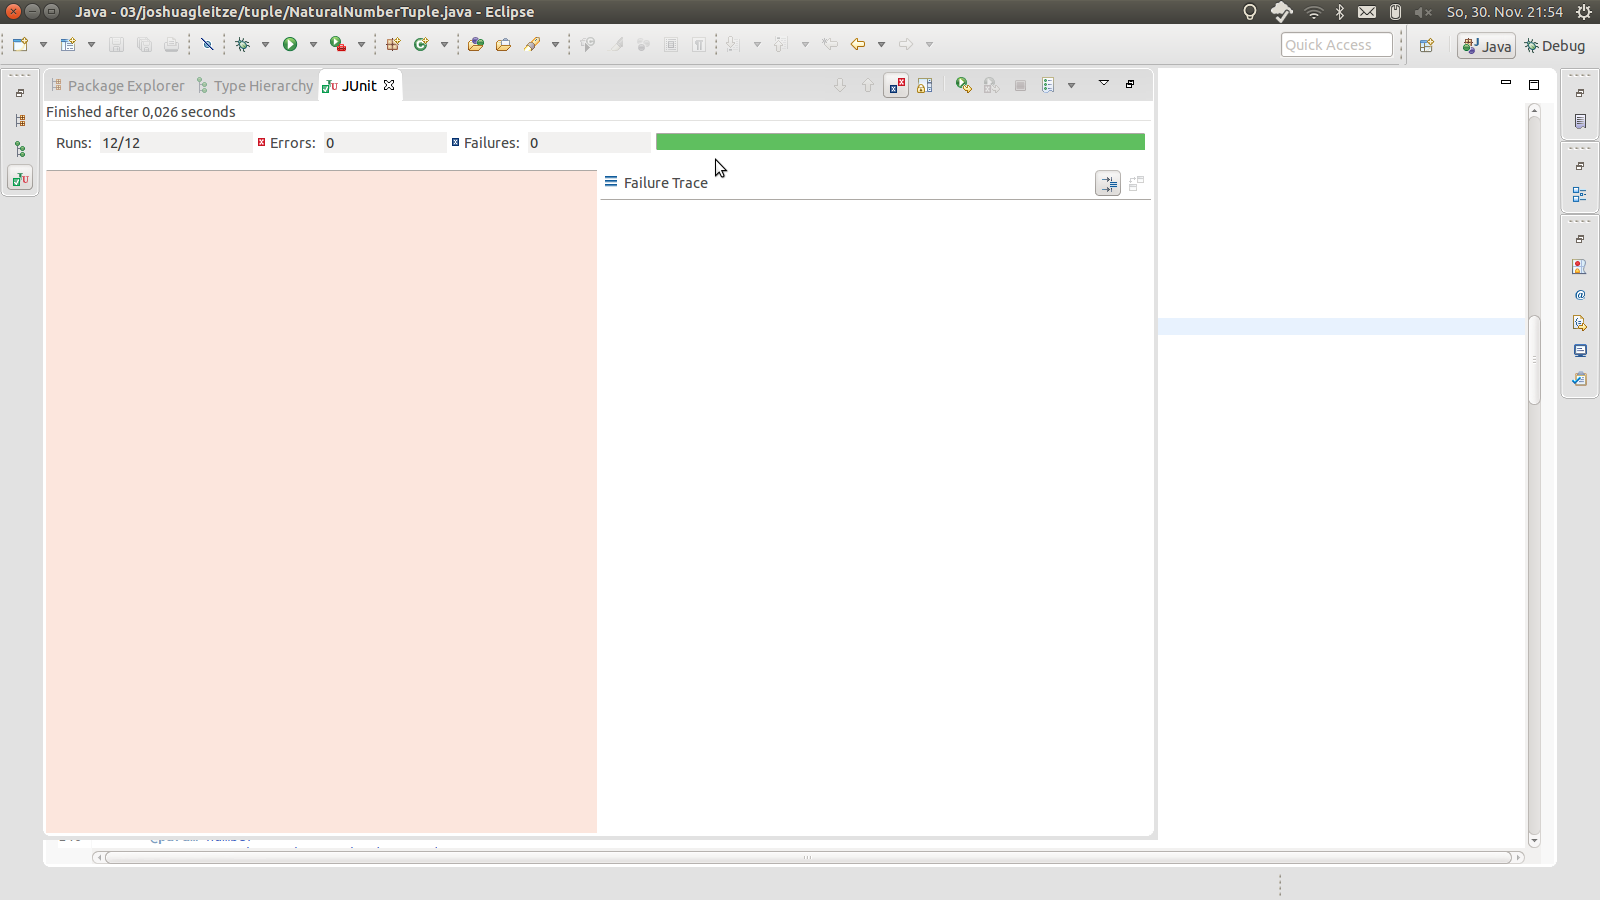 Java - 03/joshuagleitze/tuple/NaturalNumberTuple.java - Eclipse
So, 30. Nov. 21:54
Quick Access
Java
Debug
Package Explorer
Type Hierarchy
JUnit
Finished after 0,026 seconds
Runs: 12/12
Errors: 0
Failures: 0
Failure Trace